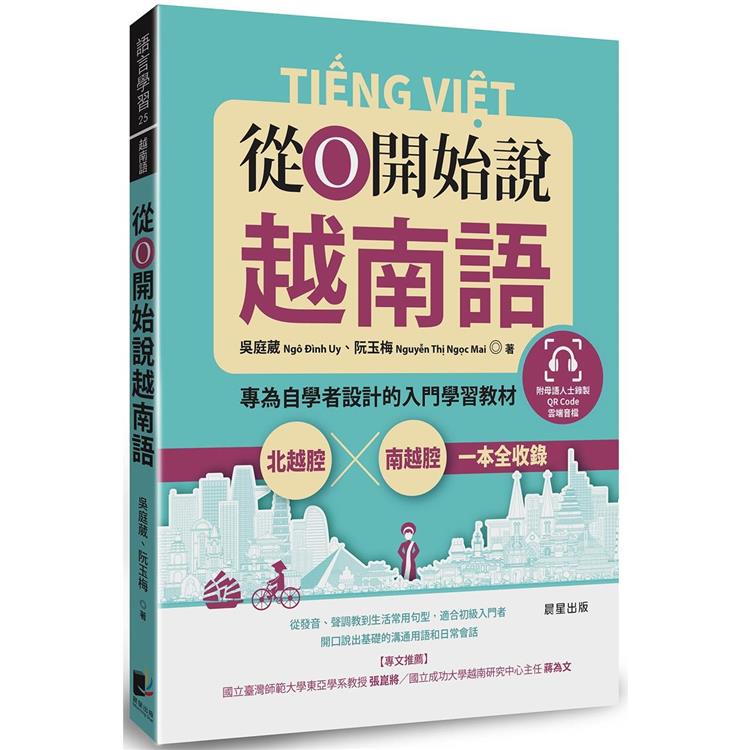 語言學習25
越南語
從0開始說越南語
吳庭葳、阮玉梅 ◎著
晨星出版
TIẾNG VIỆT
從0開始說
越南語
吳庭葳 Ngô Đình Uy、阮玉梅 Nguyễn Thị Ngọc Mai ◎ 著
附母語人士錄製
QR Code
雲端音檔
專為自學者設計的入門學習教材
北越腔 南越腔 一本全收錄
從發音、聲調教到生活常用句型,適合初級入門者
開口說出基礎的溝通用語和日常會話
晨星出版
【專文推薦】
國立臺灣師範大學東亞學系教授 張崑將/國立成功大學越南研究中心主任 蔣為文